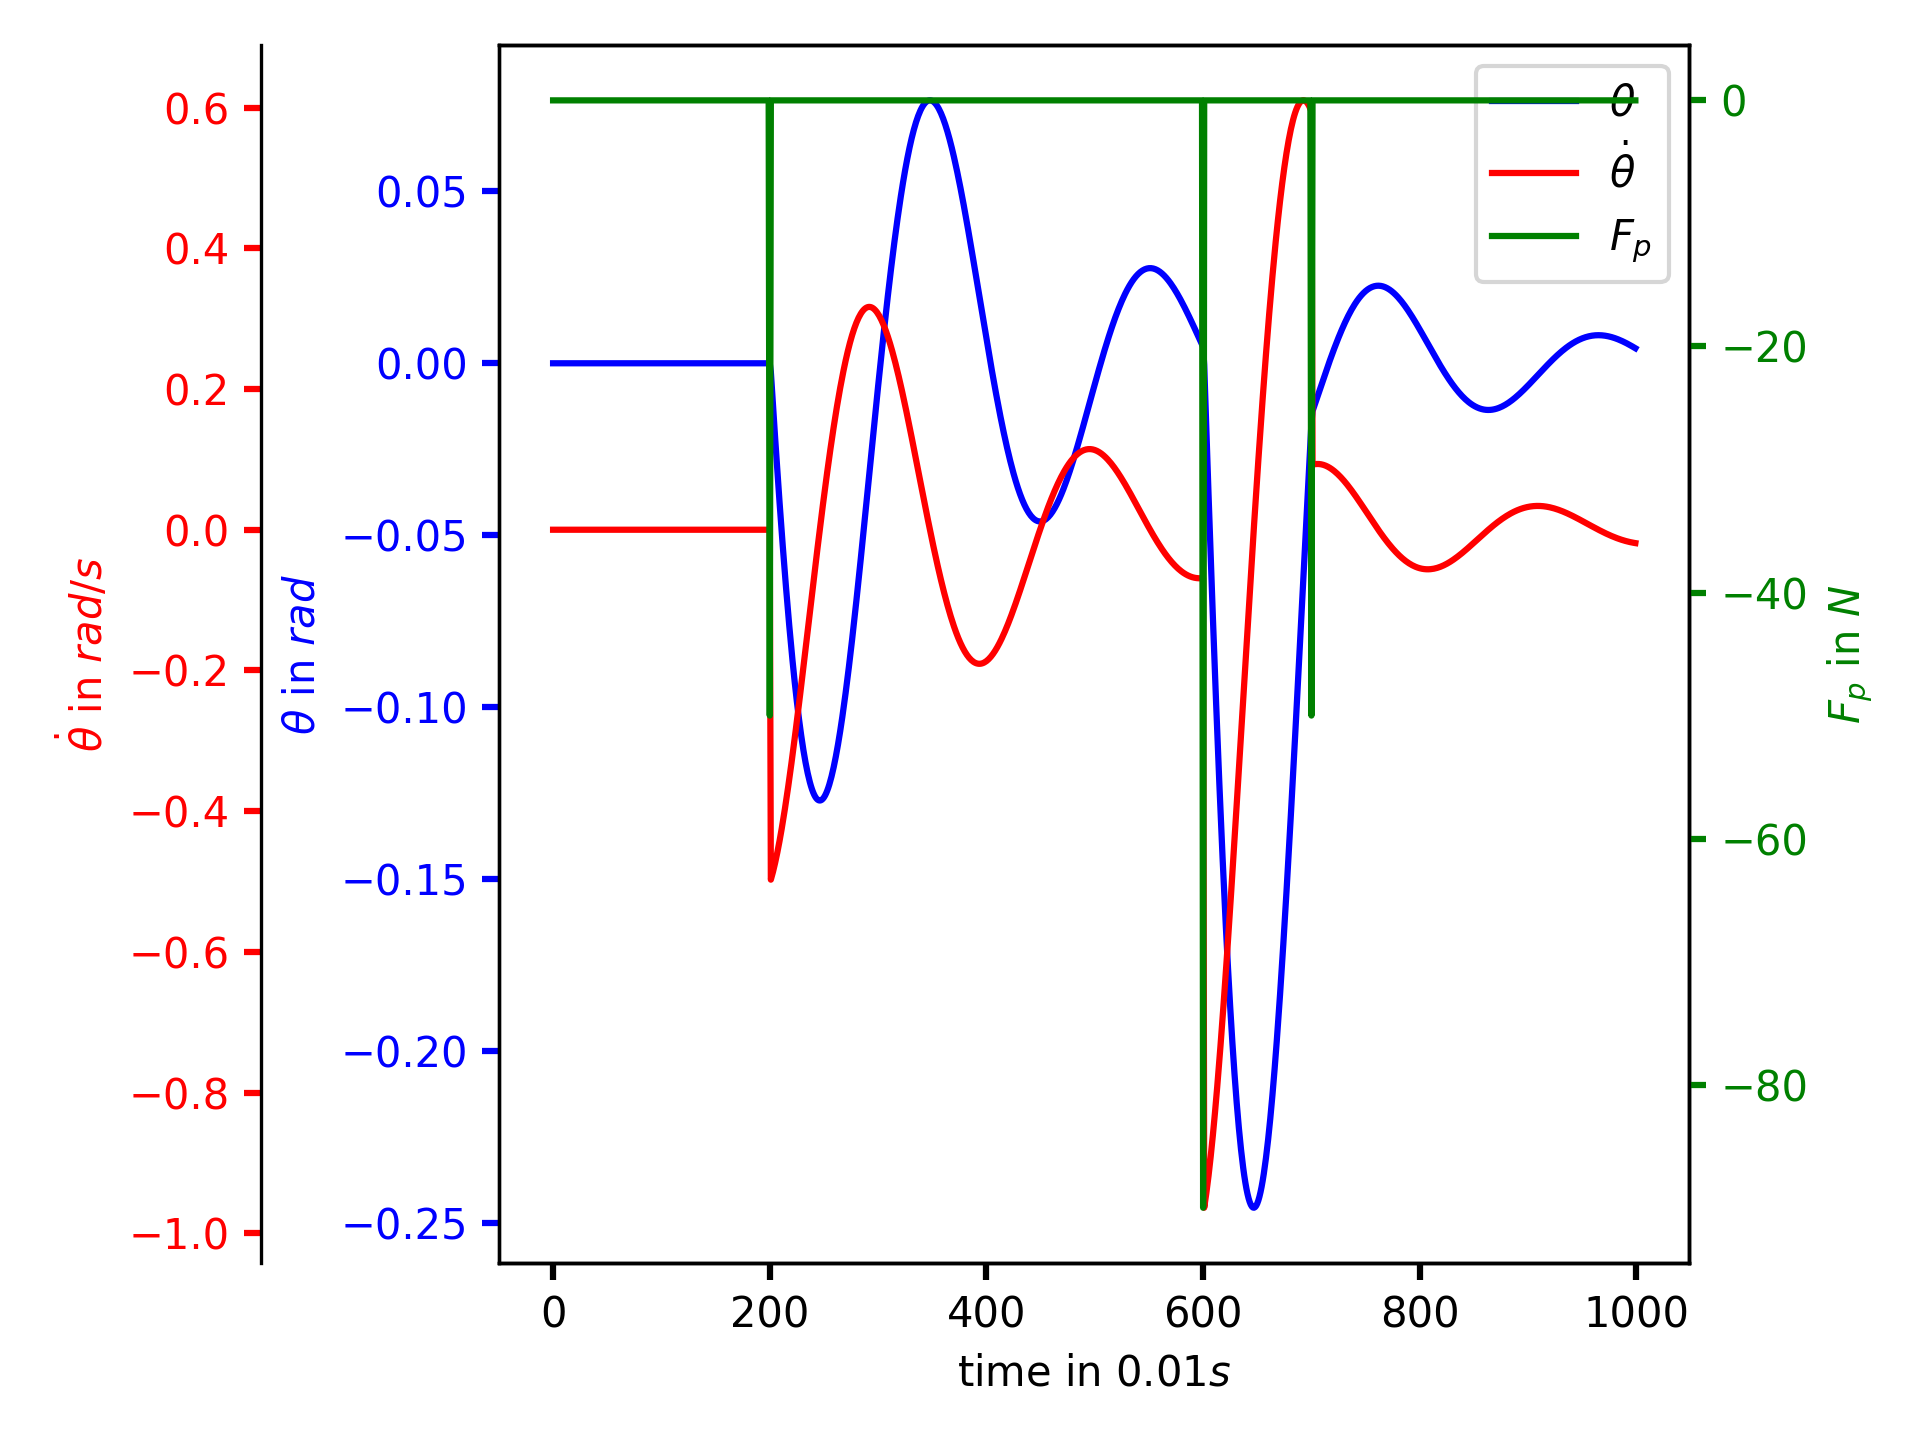 θ
θ̇
F_p
0.6
0.4
0.2
0.0
−0.2
−0.4
−0.6
−0.8
−1.0
θ̇ in rad/s
0.05
0.00
−0.05
−0.10
−0.15
−0.20
−0.25
θ in rad
0
−20
−40
−60
−80
F_p in N
0 200 400 600 800 1000
time in 0.01s